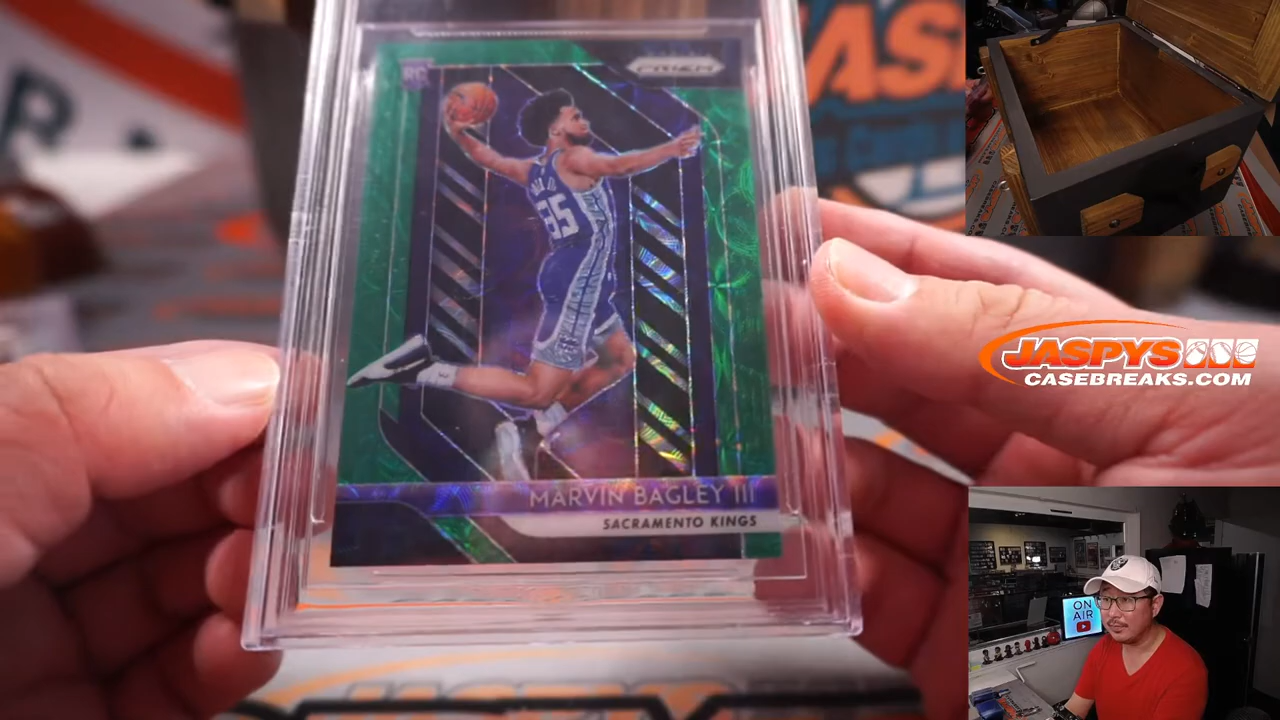 RC
PRIZM
35
MARVIN BAGLEY III
SACRAMENTO KINGS
JASPYS
CASEBREAKS.COM
ON
AIR